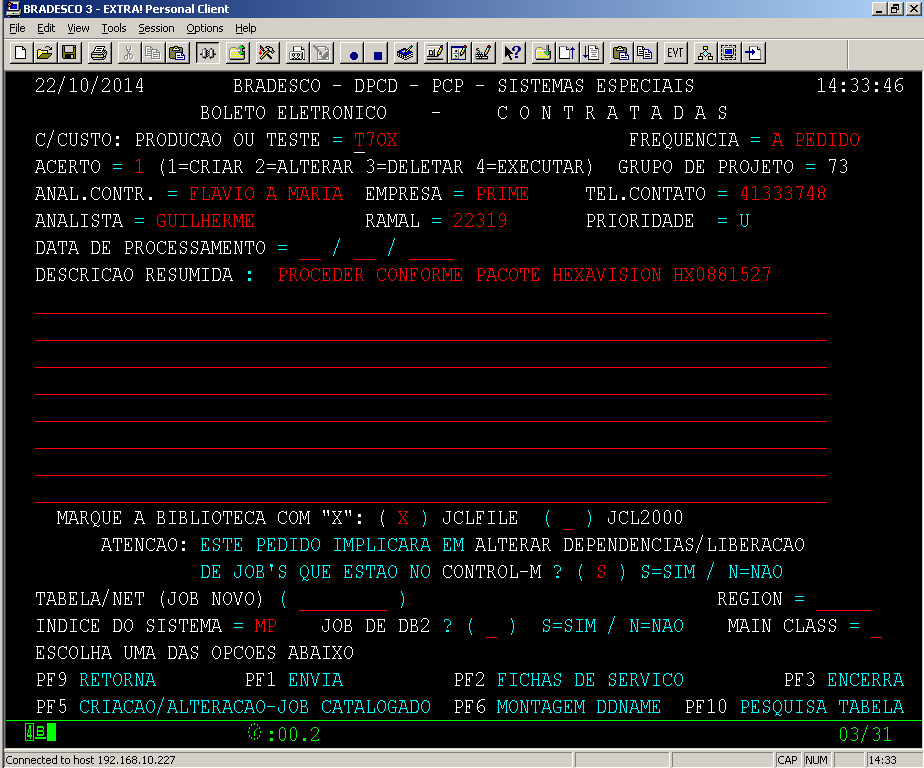 BRADESCO 3 - EXTRA! Personal Client
File Edit View Tools Session Options Help
EVT
22/10/2014 BRADESCO - DPCD - PCP - SISTEMAS ESPECIAIS 14:33:46
BOLETO ELETRONICO - C O N T R A T A D A S
C/CUSTO: PRODUCAO OU TESTE = T7OX FREQUENCIA = A PEDIDO
ACERTO = 1 (1=CRIAR 2=ALTERAR 3=DELETAR 4=EXECUTAR) GRUPO DE PROJETO = 73
ANAL.CONTR. = FLAVIO A MARIA EMPRESA = PRIME TEL.CONTATO = 41333748
ANALISTA = GUILHERME RAMAL = 22319 PRIORIDADE = U
DATA DE PROCESSAMENTO = __ / __ / ____
DESCRICAO RESUMIDA : PROCEDER CONFORME PACOTE HEXAVISION HX0881527
MARQUE A BIBLIOTECA COM "X": ( X ) JCLFILE ( _ ) JCL2000
ATENCAO: ESTE PEDIDO IMPLICARA EM ALTERAR DEPENDENCIAS/LIBERACAO
DE JOB'S QUE ESTAO NO CONTROL-M ? ( S ) S=SIM / N=NAO
TABELA/NET (JOB NOVO) ( ________ ) REGION = _____
INDICE DO SISTEMA = MP JOB DE DB2 ? ( _ ) S=SIM / N=NAO MAIN CLASS = _
ESCOLHA UMA DAS OPCOES ABAIXO
PF9 RETORNA PF1 ENVIA PF2 FICHAS DE SERVICO PF3 ENCERRA
PF5 CRIACAO/ALTERACAO-JOB CATALOGADO PF6 MONTAGEM DDNAME PF10 PESQUISA TABELA
4B :00.2 03/31
Connected to host 192.168.10.227 CAP NUM 14:33